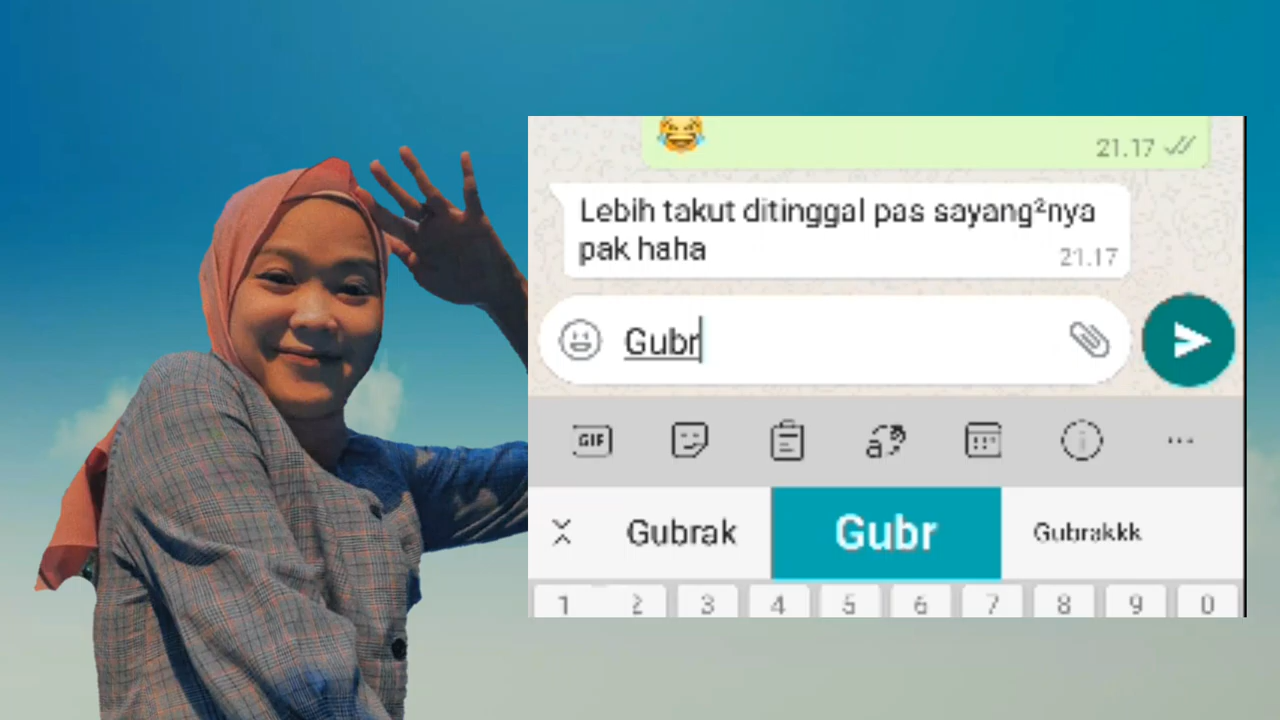 21.17
Lebih takut ditinggal pas sayang²nya
pak haha
21.17
Gubr
GIF
a
Gubrak Gubr Gubrakkk
1 2 3 4 5 6 7 8 9 0